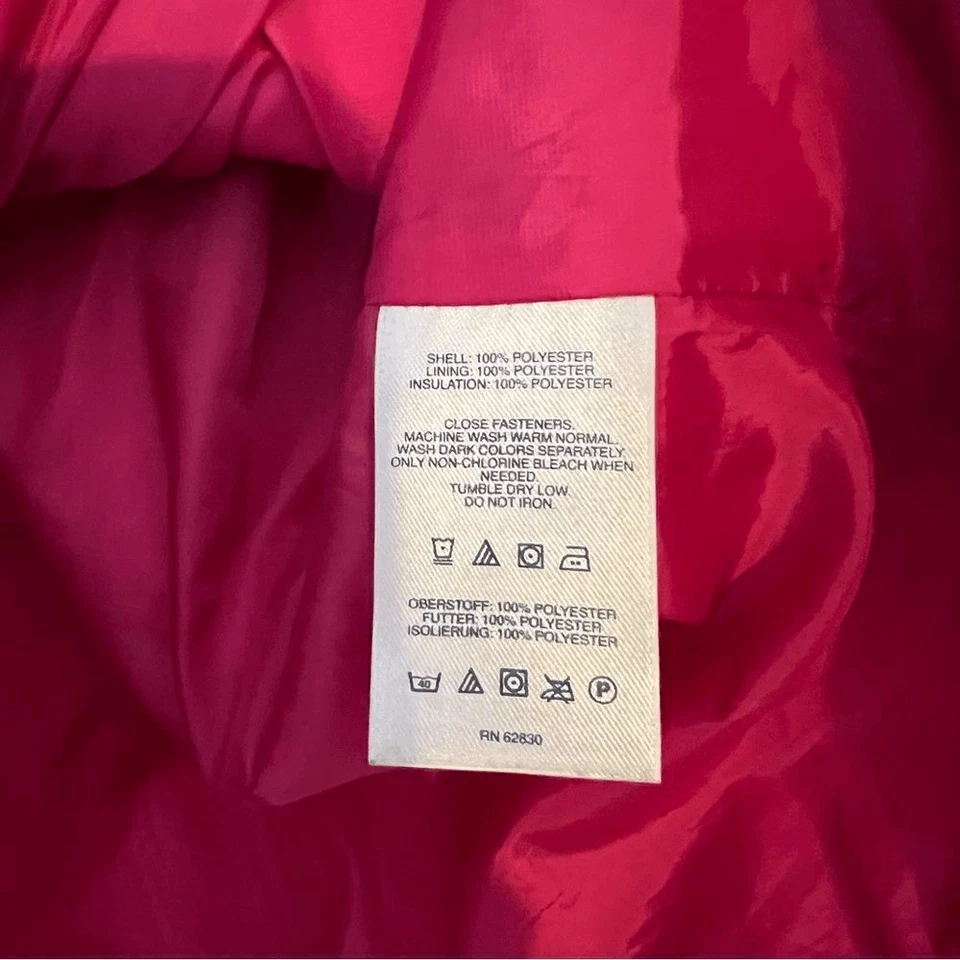 SHELL: 100% POLYESTER
LINING: 100% POLYESTER
INSULATION: 100% POLYESTER
CLOSE FASTENERS.
MACHINE WASH WARM NORMAL.
WASH DARK COLORS SEPARATELY
ONLY NON-CHLORINE BLEACH WHEN
NEEDED.
TUMBLE DRY LOW
DO NOT IRON.
OBERSTOFF: 100% POLYESTER
FUTTER: 100% POLYESTER
ISOLIERUNG: 100% POLYESTER
40 P
RN 62830